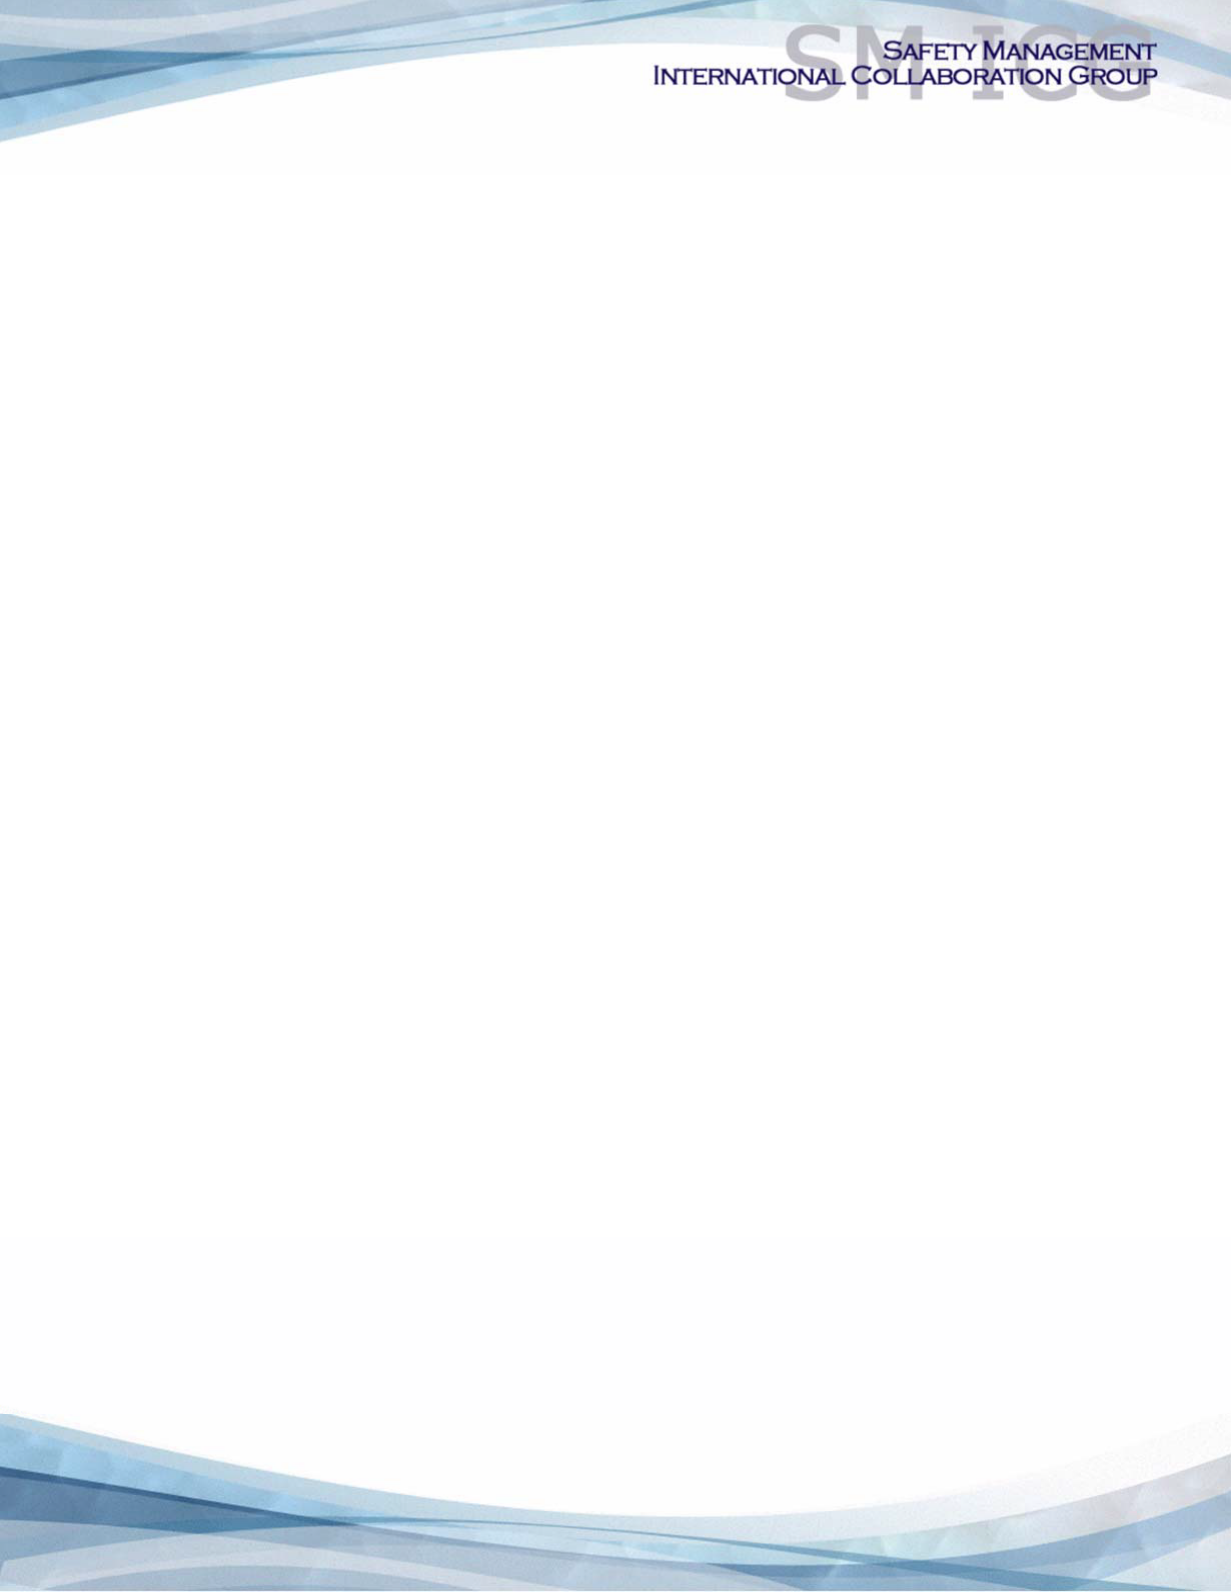 SM ICG
SAFETY MANAGEMENT
INTERNATIONAL COLLABORATION GROUP